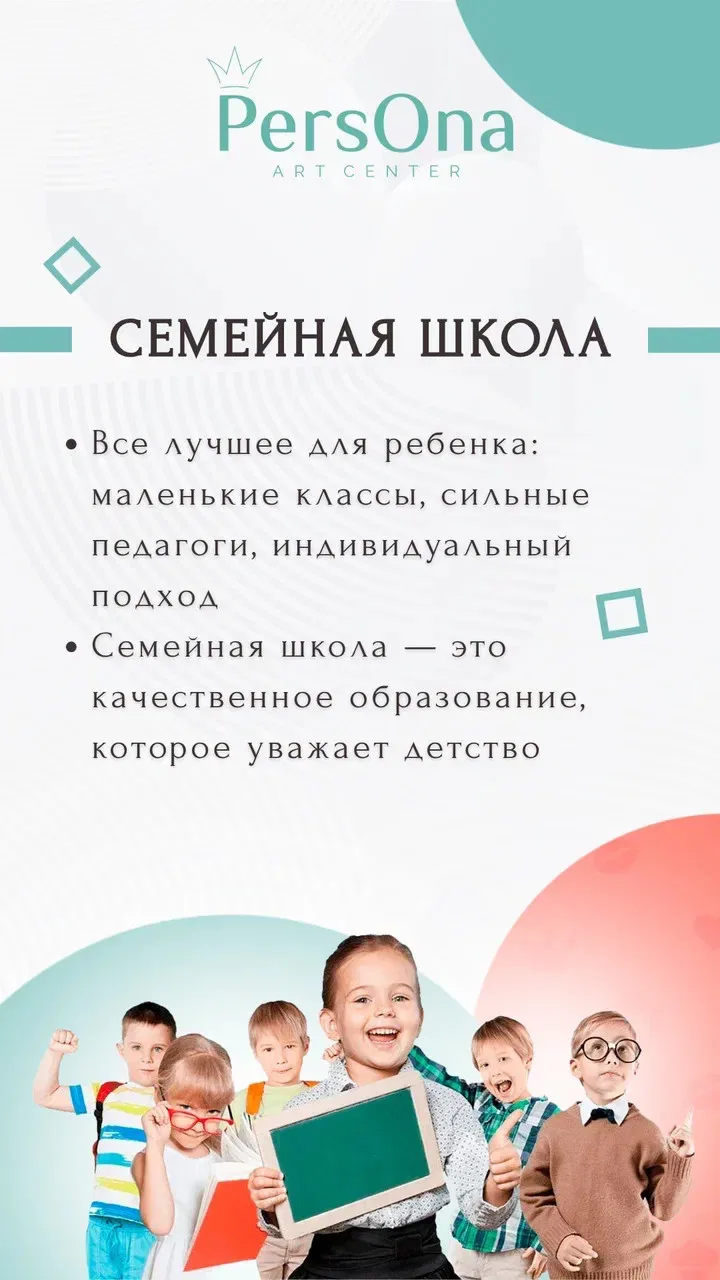 PersOna
ART CENTER
СЕМЕЙНАЯ ШКОЛА
• Все лучшее для ребенка:
маленькие классы, сильные
педагоги, индивидуальный
подход
• Семейная школа — это
качественное образование,
которое уважает детство